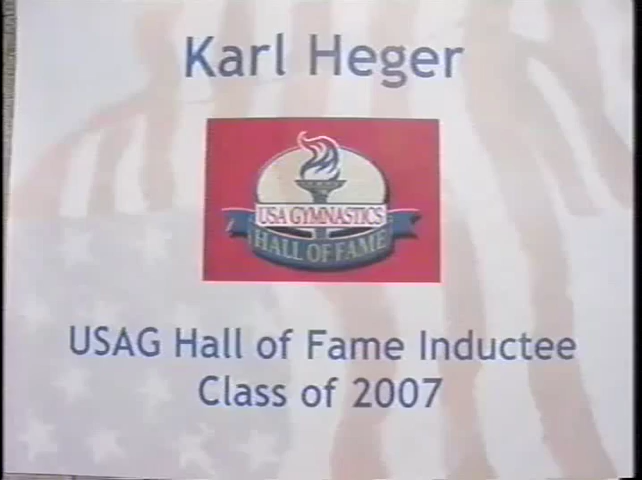 Karl Heger
USA GYMNASTICS
HALL OF FAME
USAG Hall of Fame Inductee
Class of 2007